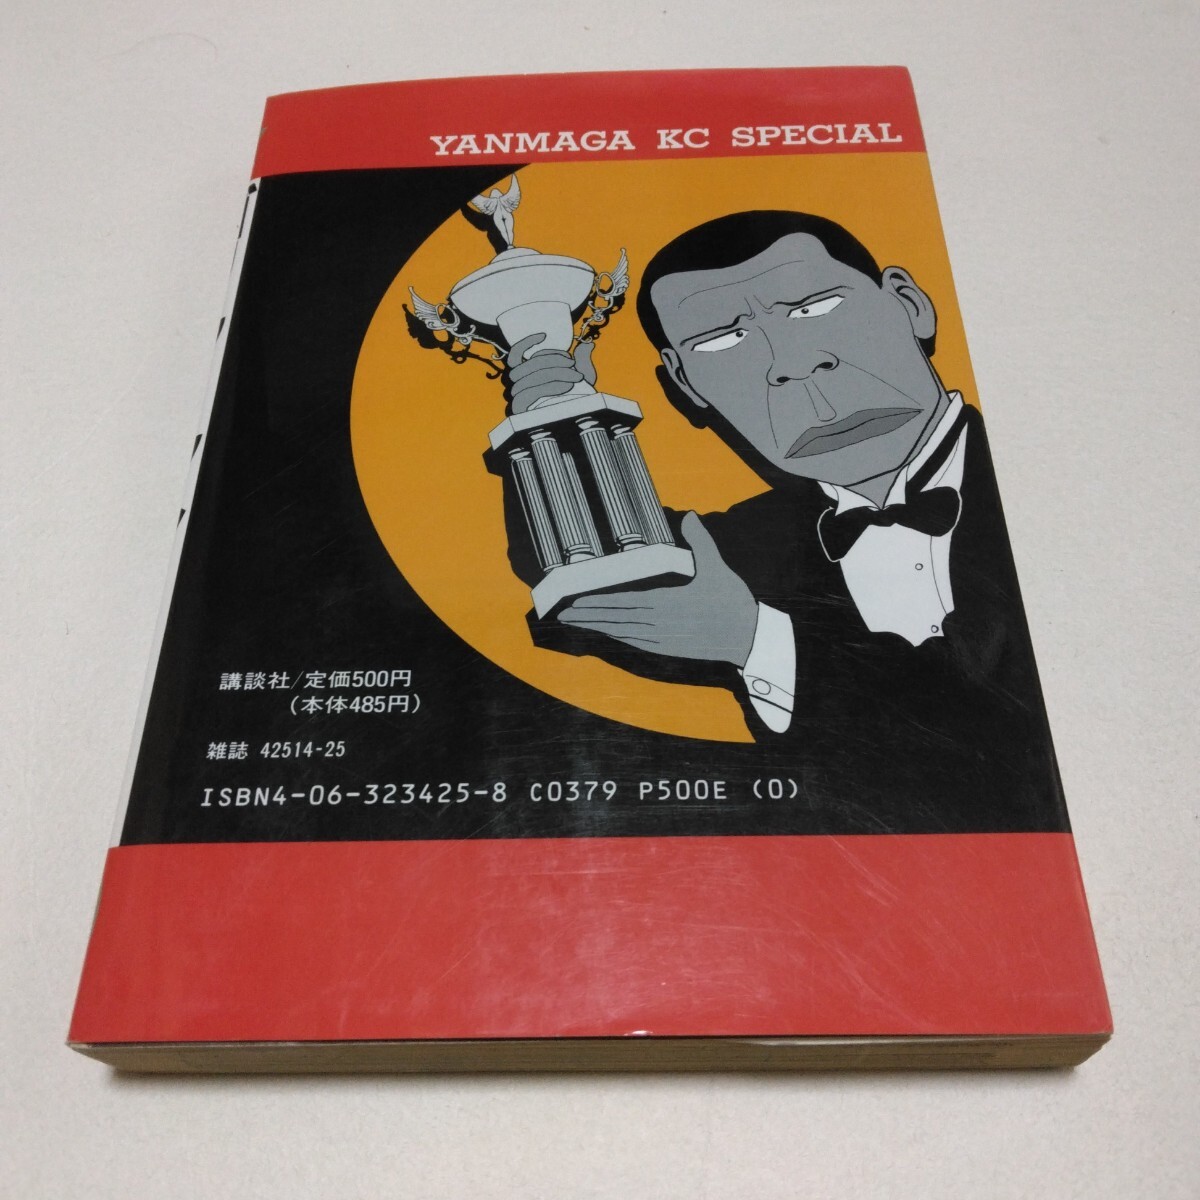 YANMAGA KC SPECIAL
講談社/定価500円
(本体485円)
雑誌 42514-25
ISBN4-06-323425-8 C0379 P500E (0)